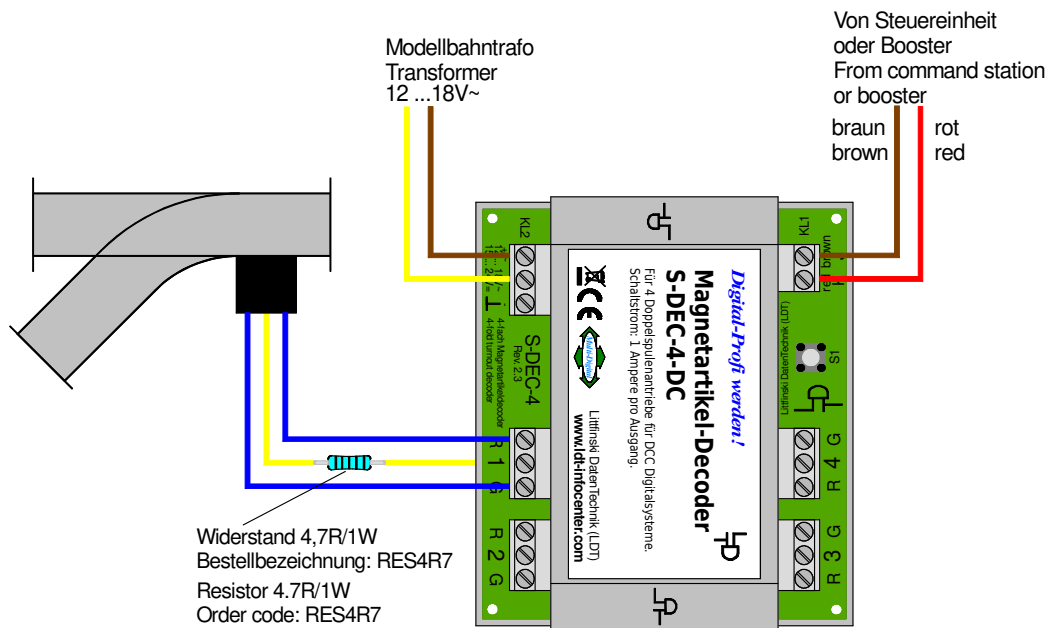 Modellbahntrafo
Transformer
12 ...18V~
Von Steuereinheit
oder Booster
From command station
or booster
braun
brown
rot
red
KL2
4-fach Magnetartikeldecoder
4-fold turnout decoder
S-DEC-4
Rev. 2.3
R 1 G
R 2 G
Digital-Profi werden!
Magnetartikel-Decoder
S-DEC-4-DC
Für 4 Doppelspulenantriebe für DCC Digitalsysteme.
Schaltstrom: 1 Ampere pro Ausgang.
CE
Multi-Digital
Littfinski DatenTechnik (LDT)
www.ldt-infocenter.com
KL1
brown
Littfinski DatenTechnik (LDT)
S1
R 4 G
R 3 G
Widerstand 4,7R/1W
Bestellbezeichnung: RES4R7
Resistor 4.7R/1W
Order code: RES4R7